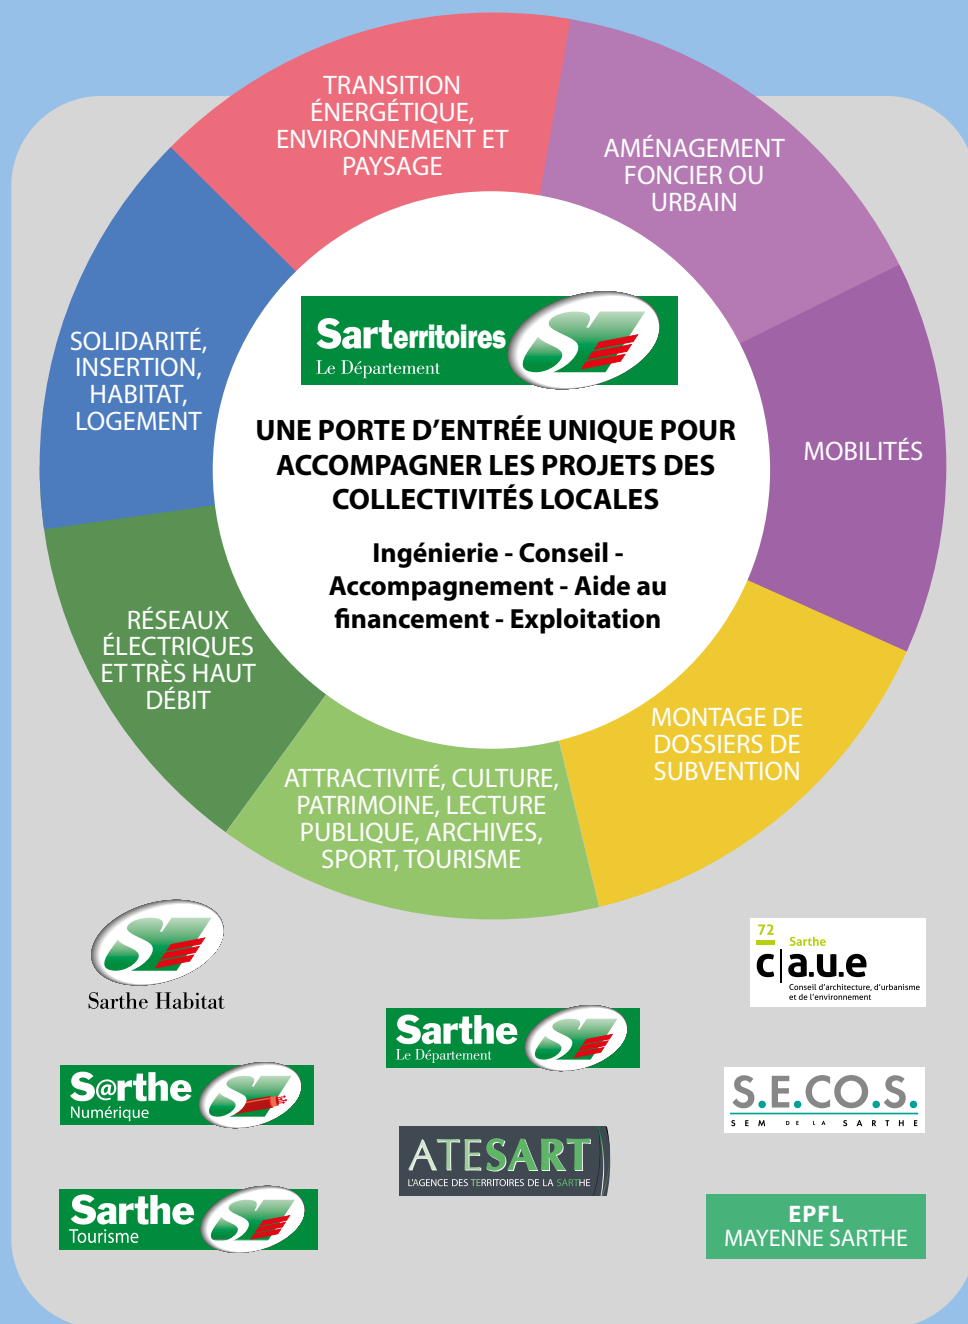 TRANSITION
ÉNERGÉTIQUE,
ENVIRONNEMENT ET
PAYSAGE
AMÉNAGEMENT
FONCIER OU
URBAIN
SOLIDARITÉ,
INSERTION,
HABITAT,
LOGEMENT
MOBILITÉS
Sarterritoires
Le Département
UNE PORTE D’ENTRÉE UNIQUE POUR
ACCOMPAGNER LES PROJETS DES
COLLECTIVITÉS LOCALES
Ingénierie - Conseil -
Accompagnement - Aide au
financement - Exploitation
RÉSEAUX
ÉLECTRIQUES
ET TRÈS HAUT
DÉBIT
MONTAGE DE
DOSSIERS DE
SUBVENTION
ATTRACTIVITÉ, CULTURE,
PATRIMOINE, LECTURE
PUBLIQUE, ARCHIVES,
SPORT, TOURISME
Sarthe Habitat
S@rthe
Numérique
Sarthe
Tourisme
Sarthe
Le Département
ATESART
L'AGENCE DES TERRITOIRES DE LA SARTHE
72
Sarthe
c|a.u.e
Conseil d'architecture, d'urbanisme
et de l'environnement
S.E.CO.S.
SEM DE LA SARTHE
EPFL
MAYENNE SARTHE